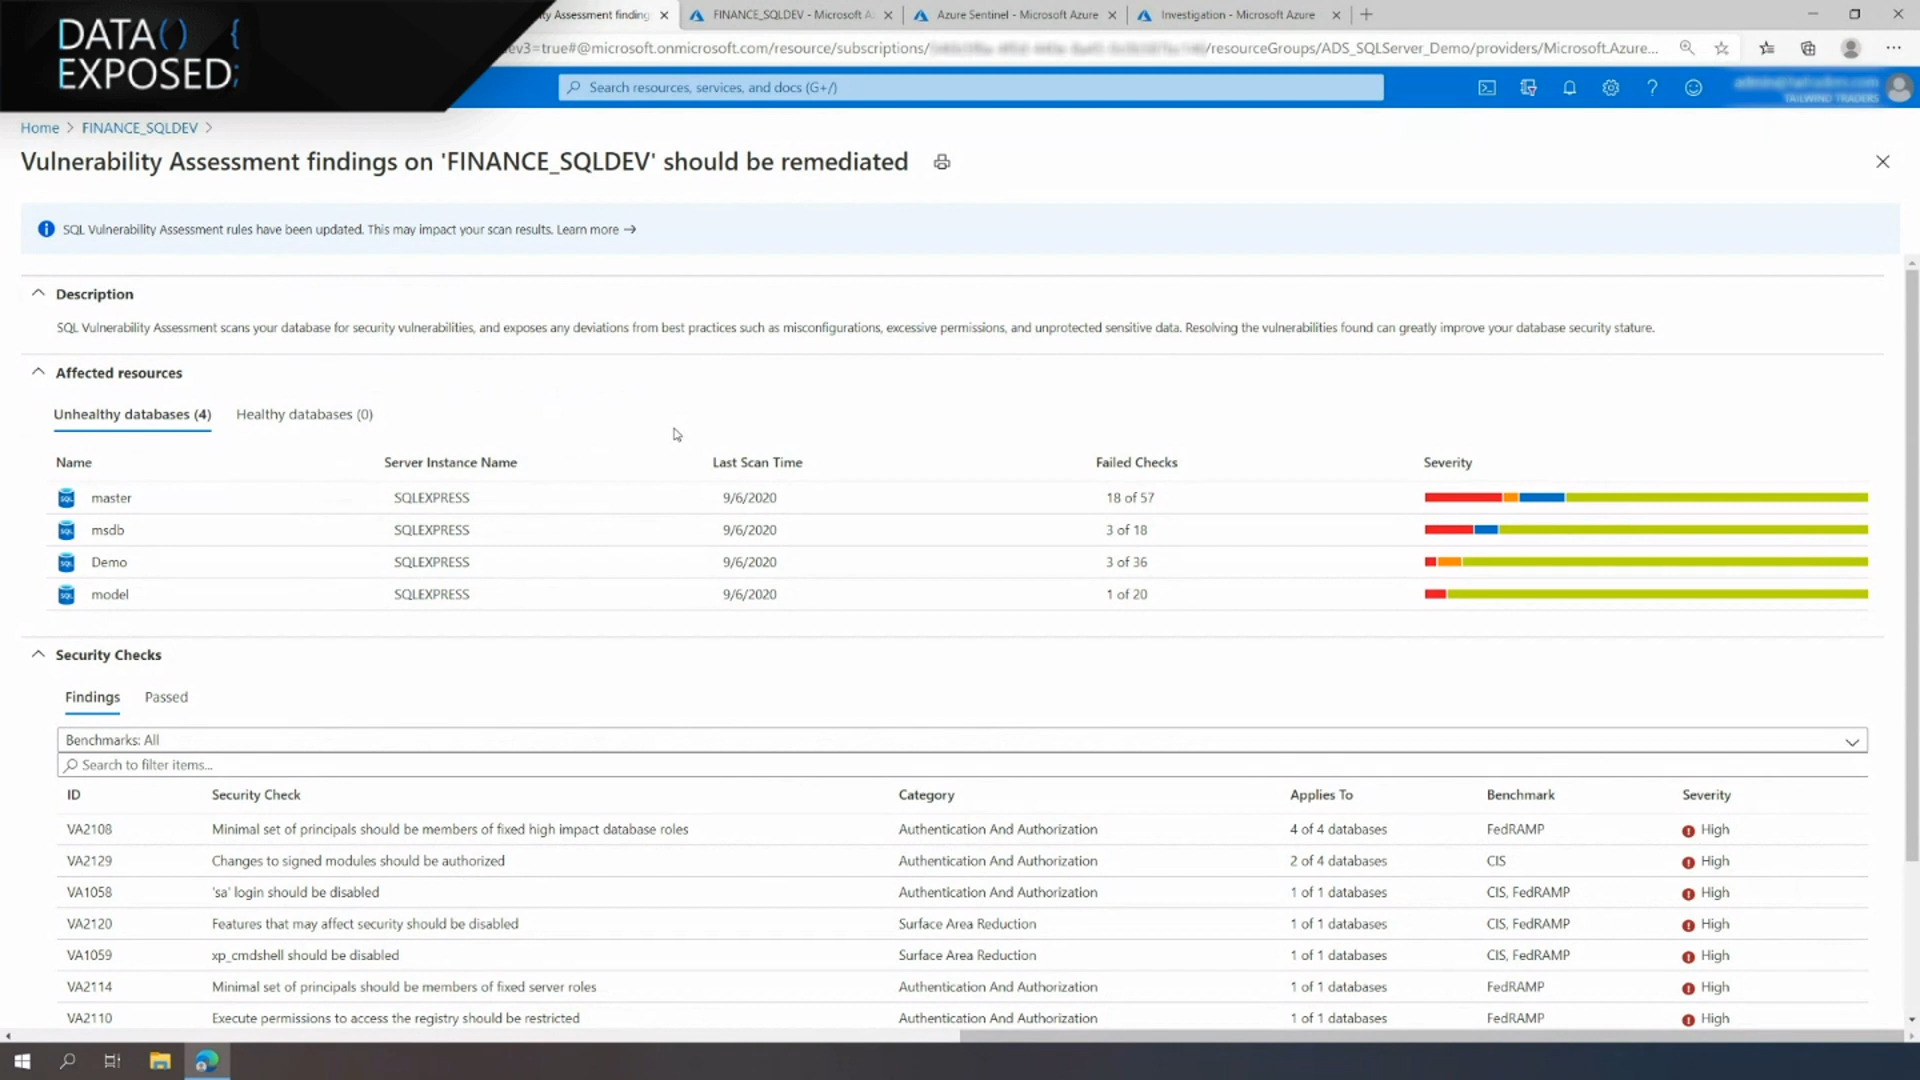 DATA() {
EXPOSED;
Assessment finding
FINANCE_SQLDEV - Microsoft A
Azure Sentinel - Microsoft Azure
Investigation - Microsoft Azure
ev3=true#@microsoft.onmicrosoft.com/resource/subscriptions/
/resourceGroups/ADS_SQLServer_Demo/providers/Microsoft.Azure...
Search resources, services, and docs (G+/)
TAILWIND TRADERS
Home > FINANCE_SQLDEV >
Vulnerability Assessment findings on 'FINANCE_SQLDEV' should be remediated
SQL Vulnerability Assessment rules have been updated. This may impact your scan results. Learn more →
Description
SQL Vulnerability Assessment scans your database for security vulnerabilities, and exposes any deviations from best practices such as misconfigurations, excessive permissions, and unprotected sensitive data. Resolving the vulnerabilities found can greatly improve your database security stature.
Affected resources
Unhealthy databases (4) Healthy databases (0)
Name Server Instance Name Last Scan Time Failed Checks Severity
SQL master SQLEXPRESS 9/6/2020 18 of 57
SQL msdb SQLEXPRESS 9/6/2020 3 of 18
SQL Demo SQLEXPRESS 9/6/2020 3 of 36
SQL model SQLEXPRESS 9/6/2020 1 of 20
Security Checks
Findings Passed
Benchmarks: All
Search to filter items...
ID Security Check Category Applies To Benchmark Severity
VA2108 Minimal set of principals should be members of fixed high impact database roles Authentication And Authorization 4 of 4 databases FedRAMP High
VA2129 Changes to signed modules should be authorized Authentication And Authorization 2 of 4 databases CIS High
VA1058 'sa' login should be disabled Authentication And Authorization 1 of 1 databases CIS, FedRAMP High
VA2120 Features that may affect security should be disabled Surface Area Reduction 1 of 1 databases CIS, FedRAMP High
VA1059 xp_cmdshell should be disabled Surface Area Reduction 1 of 1 databases CIS, FedRAMP High
VA2114 Minimal set of principals should be members of fixed server roles Authentication And Authorization 1 of 1 databases FedRAMP High
VA2110 Execute permissions to access the registry should be restricted Authentication And Authorization 1 of 1 databases FedRAMP High